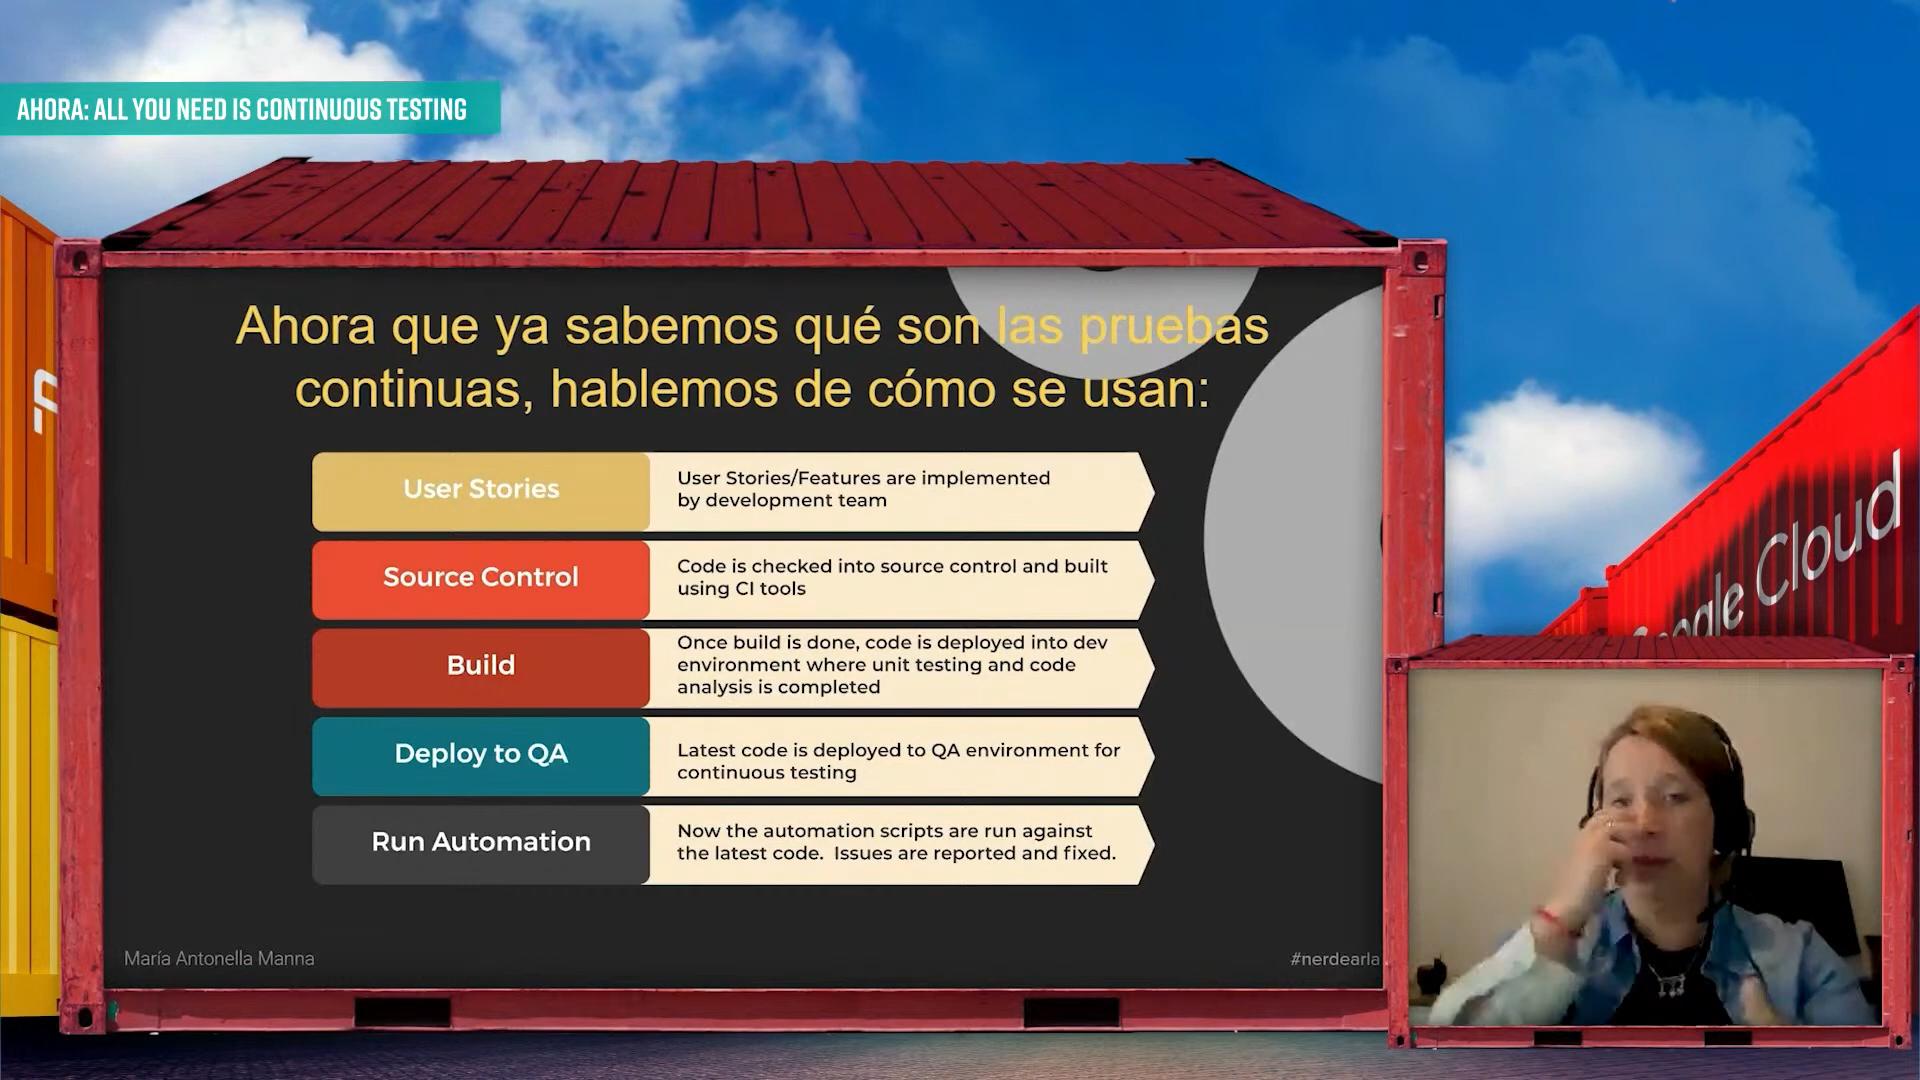 AHORA: ALL YOU NEED IS CONTINUOUS TESTING
Ahora que ya sabemos qué son las pruebas
continuas, hablemos de cómo se usan:
User Stories
User Stories/Features are implemented
by development team
Source Control
Code is checked into source control and built
using CI tools
Build
Once build is done, code is deployed into dev
environment where unit testing and code
analysis is completed
Deploy to QA
Latest code is deployed to QA environment for
continuous testing
Run Automation
Now the automation scripts are run against
the latest code.  Issues are reported and fixed.
María Antonella Manna
#nerdearla
Google Cloud